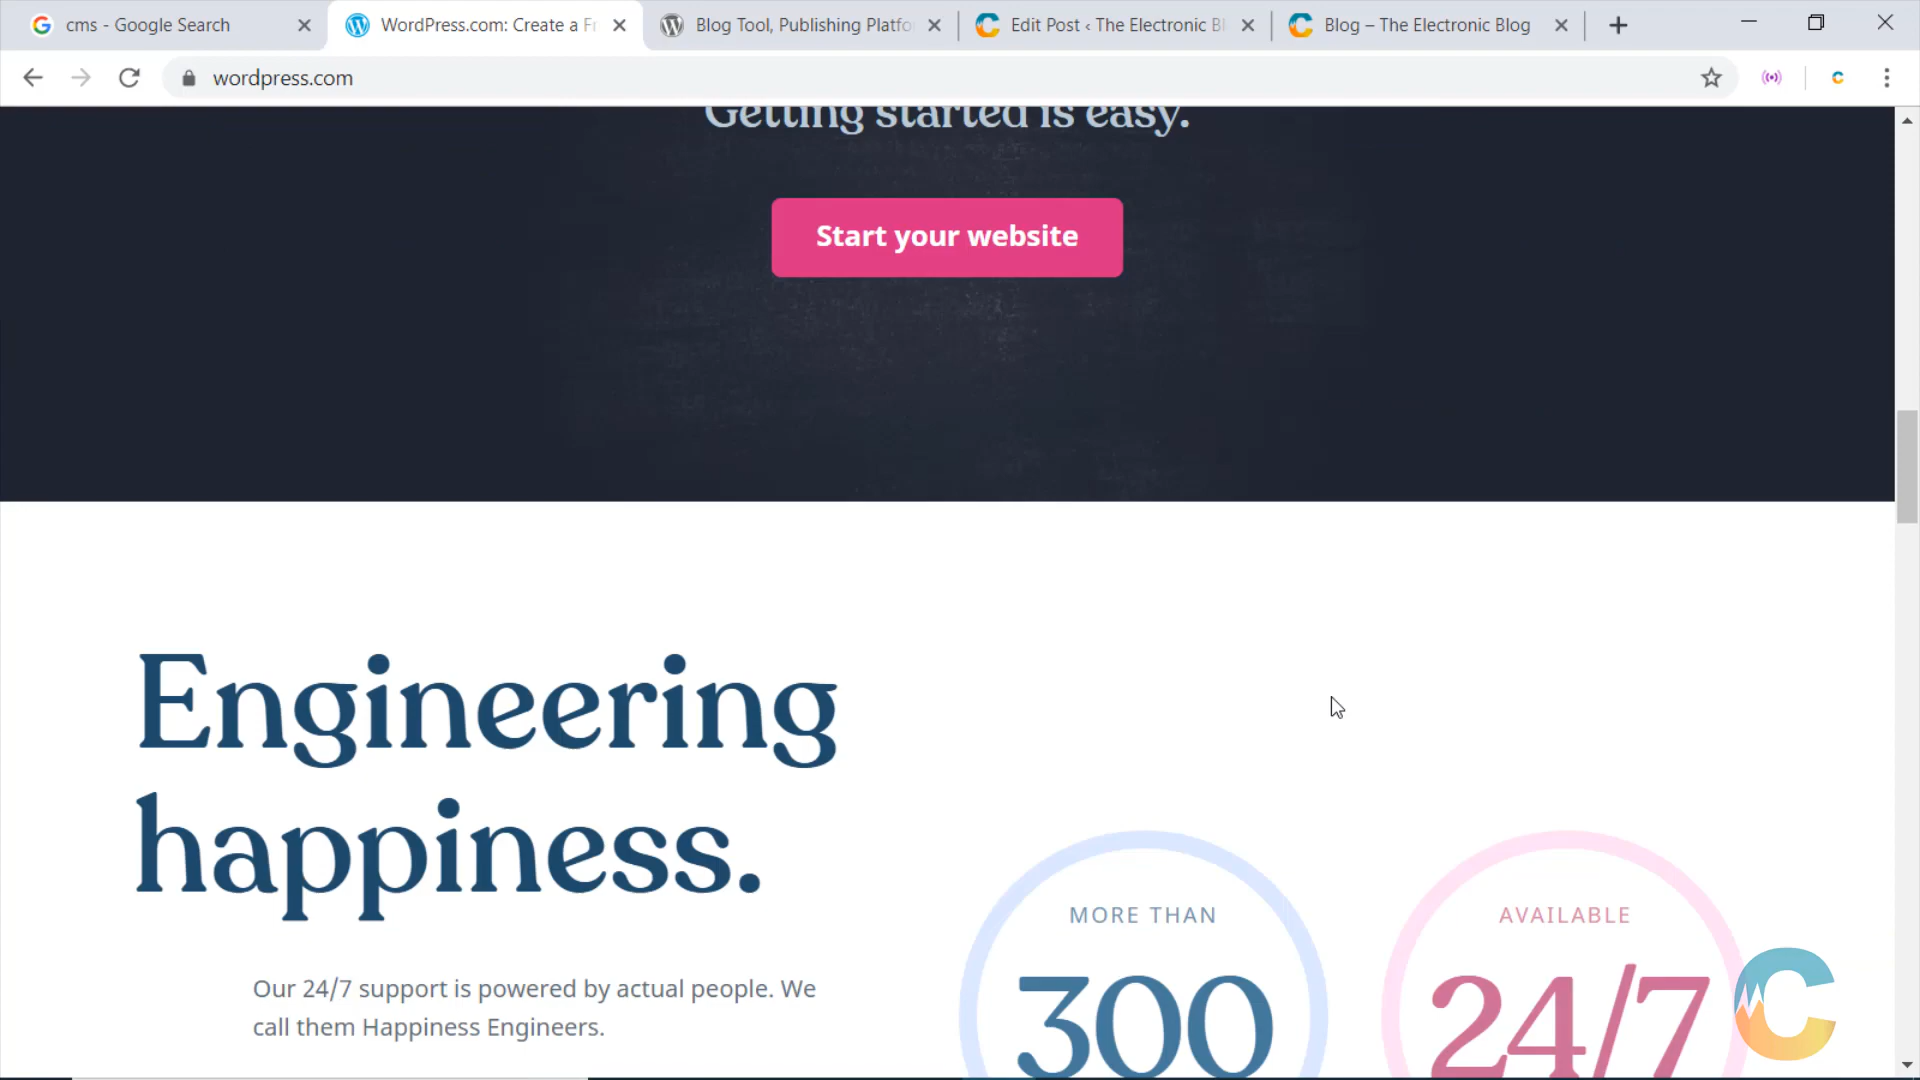 cms - Google Search
WordPress.com: Create a Fr
Blog Tool, Publishing Platfo
Edit Post ‹ The Electronic Bl
Blog – The Electronic Blog
wordpress.com
Getting started is easy.
Start your website
Engineering
happiness.
Our 24/7 support is powered by actual people. We
call them Happiness Engineers.
MORE THAN
300
AVAILABLE
24/7